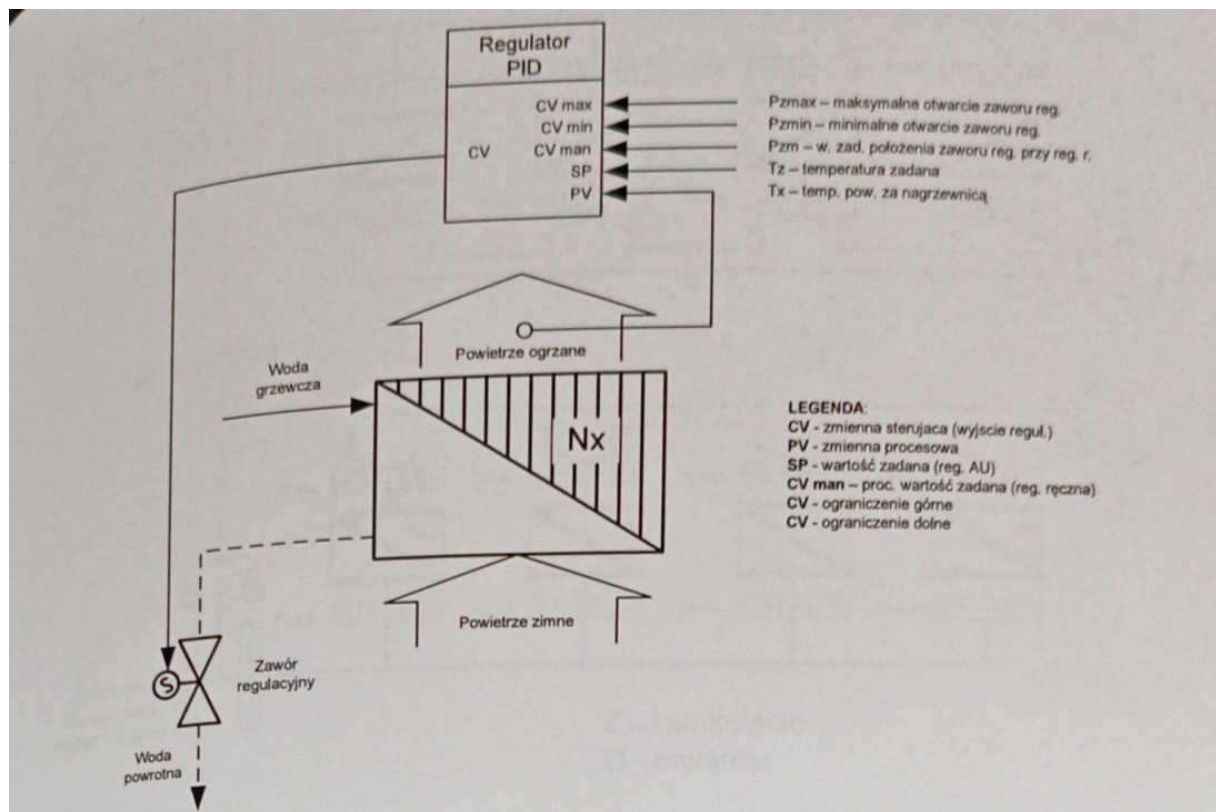 Regulator
PID
CV max
CV min
CV
CV man
SP
PV
Pzmax – maksymalne otwarcie zaworu reg.
Pzmin – minimalne otwarcie zaworu reg.
Pzm – w. zad. położenia zaworu reg. przy reg. r.
Tz – temperatura zadana
Tx – temp. pow. za nagrzewnicą
Powietrze ogrzane
Woda
grzewcza
Nx
LEGENDA:
CV - zmienna sterujaca (wyjście reguł.)
PV - zmienna procesowa
SP - wartość zadana (reg. AU)
CV man – proc. wartość zadana (reg. ręczna)
CV - ograniczenie górne
CV - ograniczenie dolne
Powietrze zimne
S
Zawór
regulacyjny
Woda
powrotna